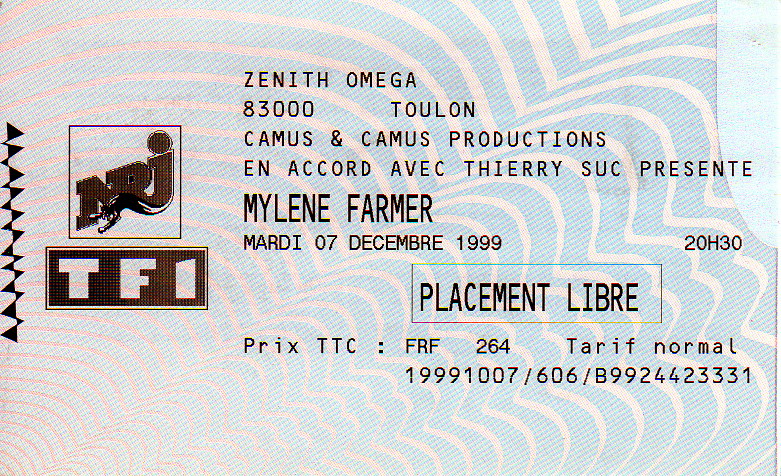 ZENITH OMEGA
83000 TOULON
CAMUS & CAMUS PRODUCTIONS
EN ACCORD AVEC THIERRY SUC PRESENTE
NRJ
MYLENE FARMER
MARDI 07 DECEMBRE 1999 20H30
TF1
PLACEMENT LIBRE
Prix TTC : FRF 264 Tarif normal
19991007/606/B9924423331